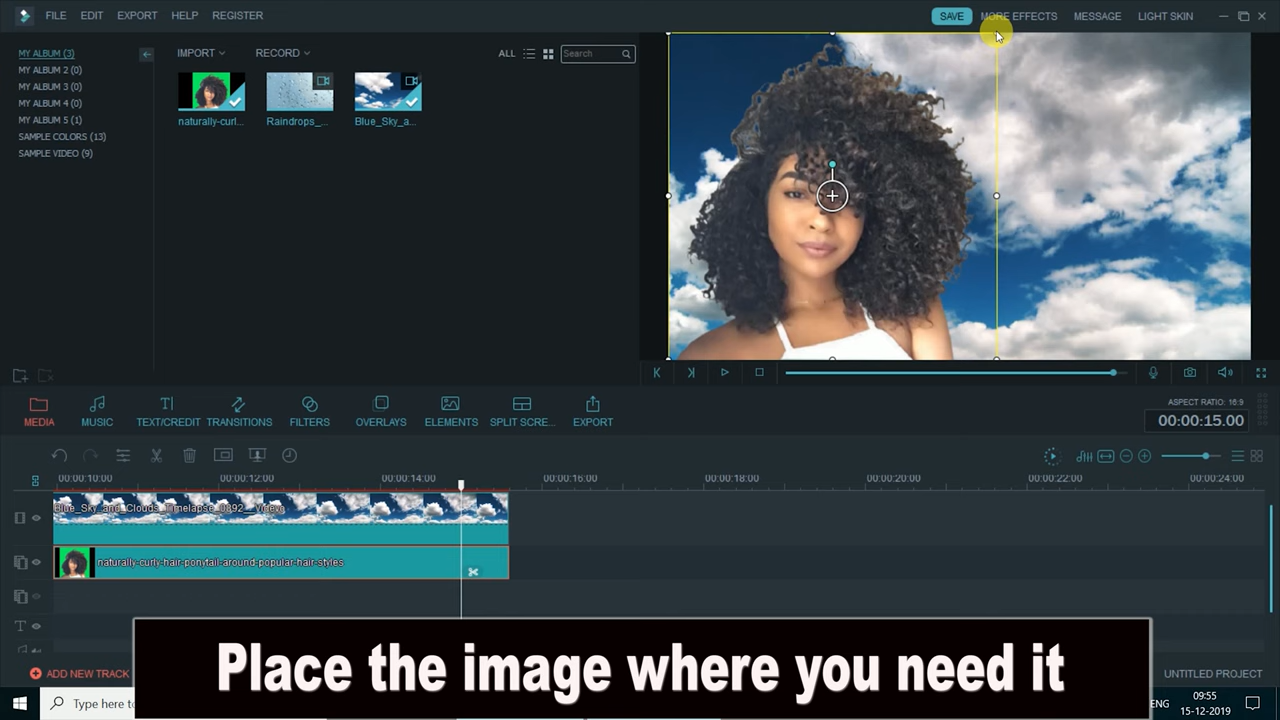 FILE EDIT EXPORT HELP REGISTER SAVE MORE EFFECTS MESSAGE LIGHT SKIN
MY ALBUM (3)
MY ALBUM 2 (0)
MY ALBUM 3 (0)
MY ALBUM 4 (0)
MY ALBUM 5 (1)
SAMPLE COLORS (13)
SAMPLE VIDEO (9)
IMPORT RECORD ALL Search
naturally-curl... Raindrops_... Blue_Sky_a...
MEDIA MUSIC TEXT/CREDIT TRANSITIONS FILTERS OVERLAYS ELEMENTS SPLIT SCRE... EXPORT
ASPECT RATIO: 16:9
00:00:15.00
00:00:10:00 00:00:12:00 00:00:14:00 00:00:16:00 00:00:18:00 00:00:20:00 00:00:22:00 00:00:24:00
Blue_Sky_and_Clouds_Timelapse_0892__Videvo
naturally-curly-hair-ponytail-around-popular-hair-styles
T
ADD NEW TRACK
UNTITLED PROJECT
Place the image where you need it
Type here to
ENG
09:55
15-12-2019